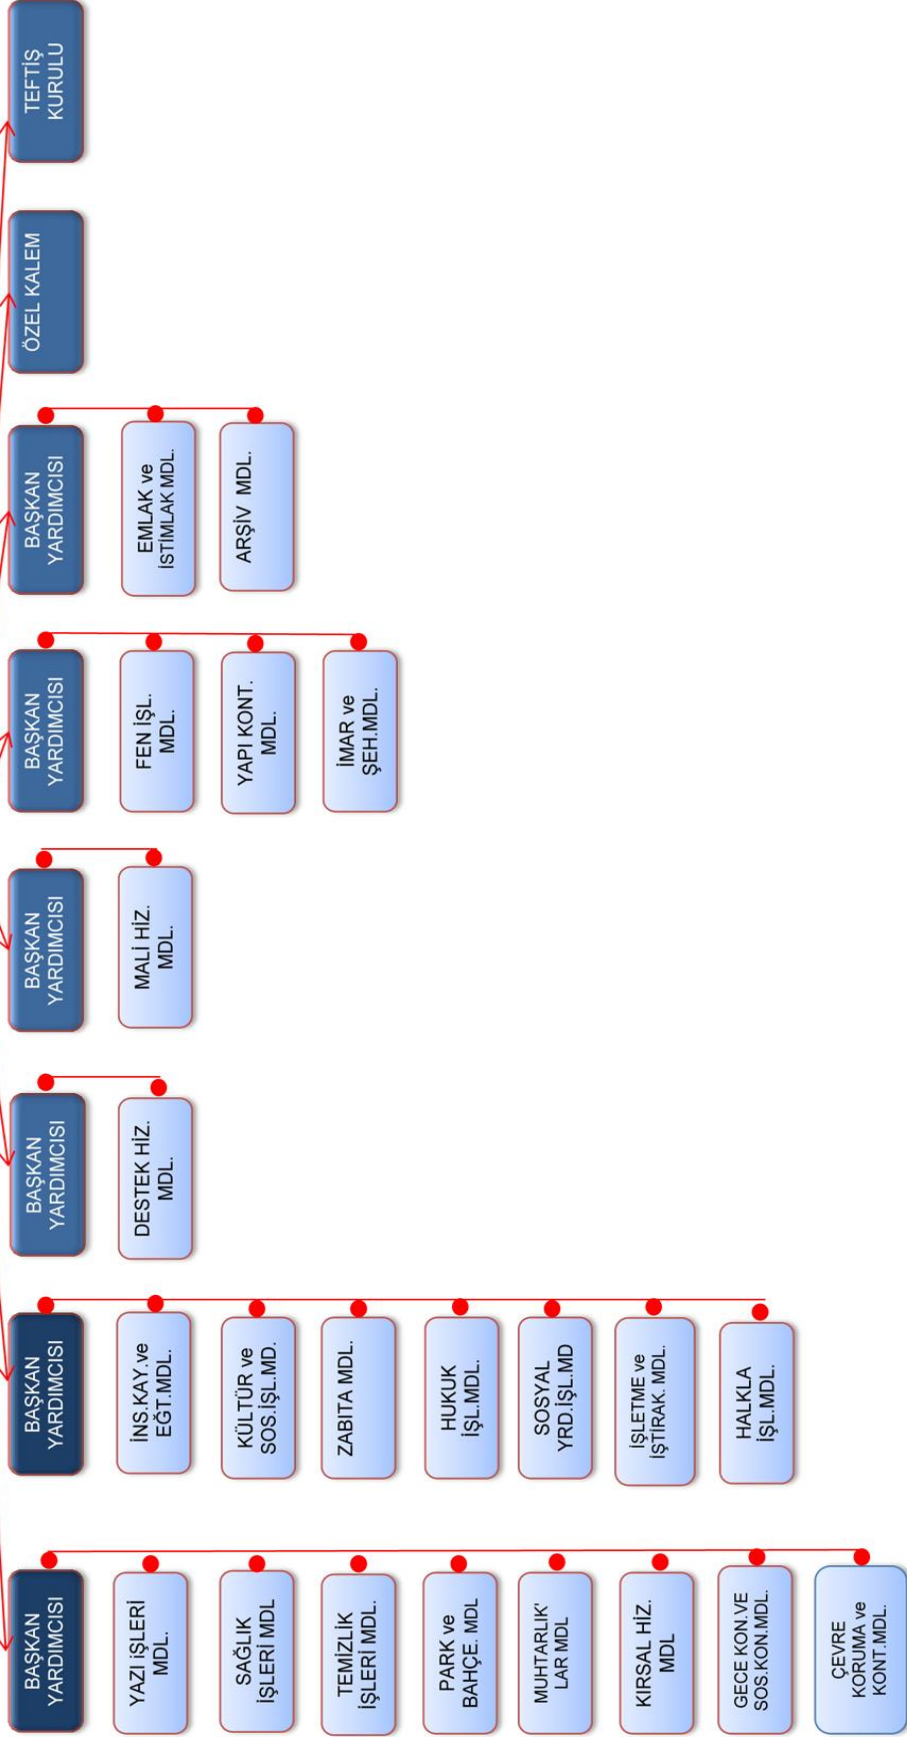 BAŞKAN
YARDIMCISI
YAZI İŞLERİ
MDL.
SAĞLIK
İŞLERİ MDL
TEMİZLİK
İŞLERİ MDL.
PARK ve
BAHÇE. MDL
MUHTARLIK'
LAR MDL
KIRSAL HİZ.
MDL
GECE KON.VE
SOS.KON.MDL.
ÇEVRE
KORUMA ve
KONT.MDL.
BAŞKAN
YARDIMCISI
İNS.KAY.ve
EĞT.MDL.
KÜLTÜR ve
SOS.İŞL.MD.
ZABITA MDL.
HUKUK
İŞL.MDL.
SOSYAL
YRD.İŞL.MD
İŞLETME ve
İŞTİRAK. MDL.
HALKLA
İŞL.MDL.
BAŞKAN
YARDIMCISI
DESTEK HİZ.
MDL.
BAŞKAN
YARDIMCISI
MALİ HİZ.
MDL.
BAŞKAN
YARDIMCISI
FEN İŞL.
MDL.
YAPI KONT.
MDL.
İMAR ve
ŞEH.MDL.
BAŞKAN
YARDIMCISI
EMLAK ve
İSTİMLAK MDL.
ARŞİV MDL.
ÖZEL KALEM
TEFTİŞ
KURULU